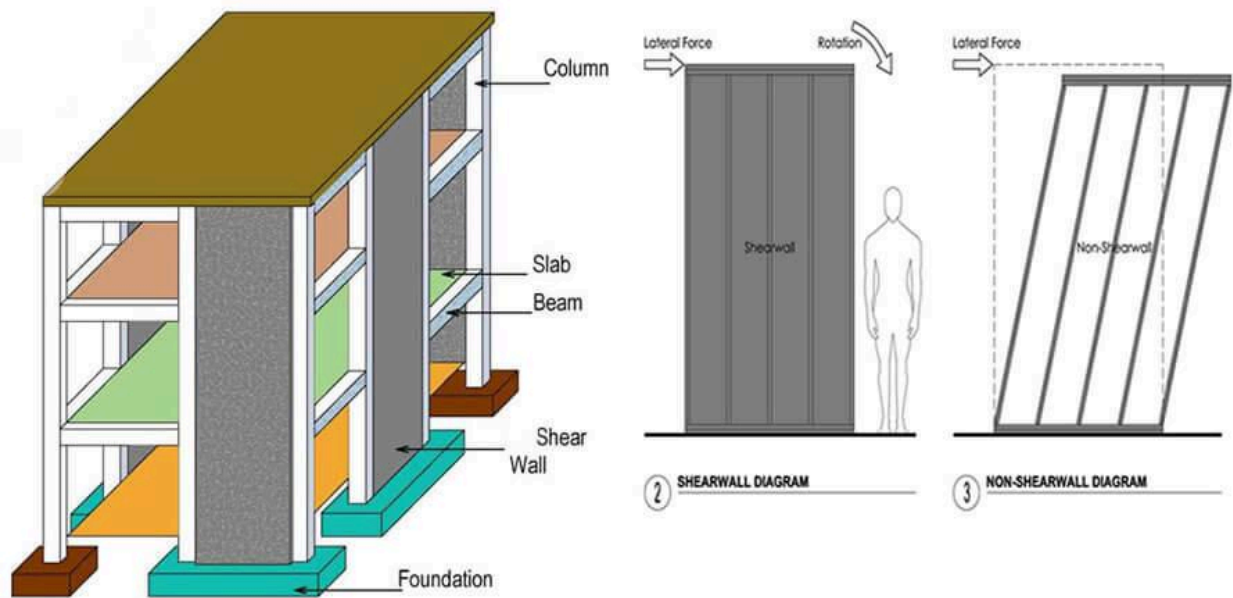 Column
Slab
Beam
Shear
Wall
Foundation
Lateral Force
Rotation
Shearwall
2 SHEARWALL DIAGRAM
Lateral Force
Non-Shearwall
3 NON-SHEARWALL DIAGRAM